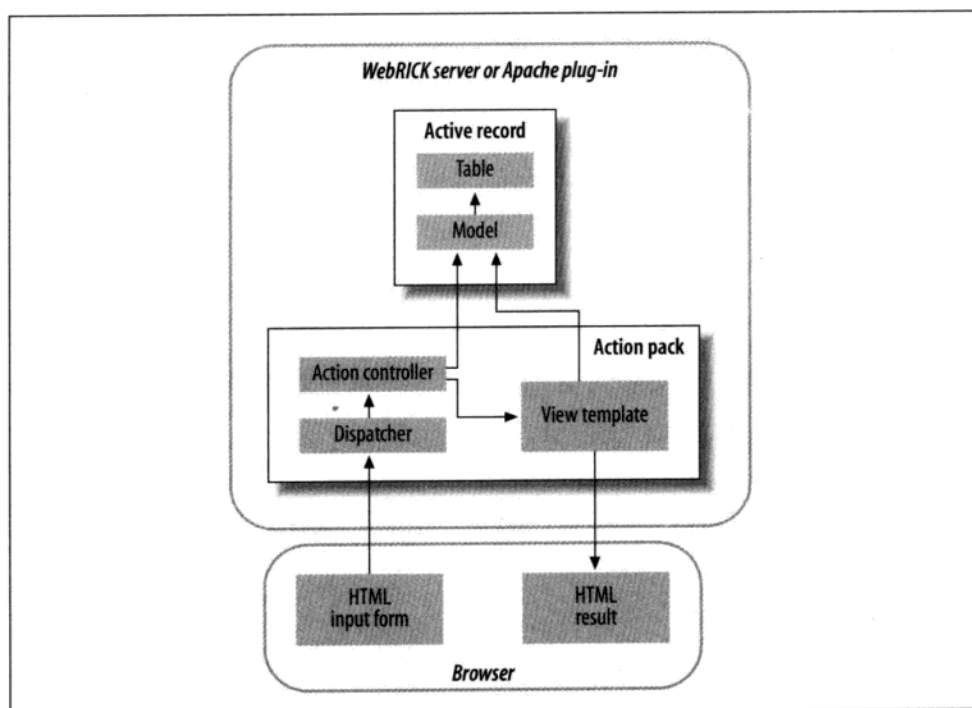 WebRICK server or Apache plug-in
Active record
Table
Model
Action pack
Action controller
View template
Dispatcher
HTML
input form
HTML
result
Browser